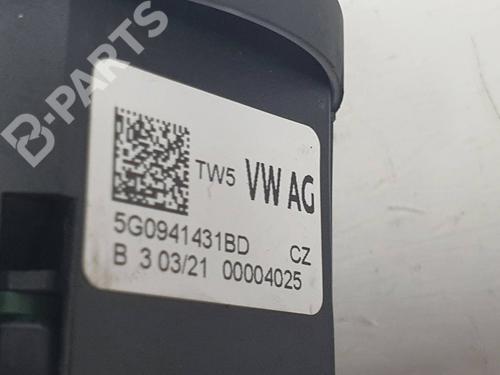 B-PARTS
TW5 VW AG
5G0941431BD CZ
B 3 03/21 00004025